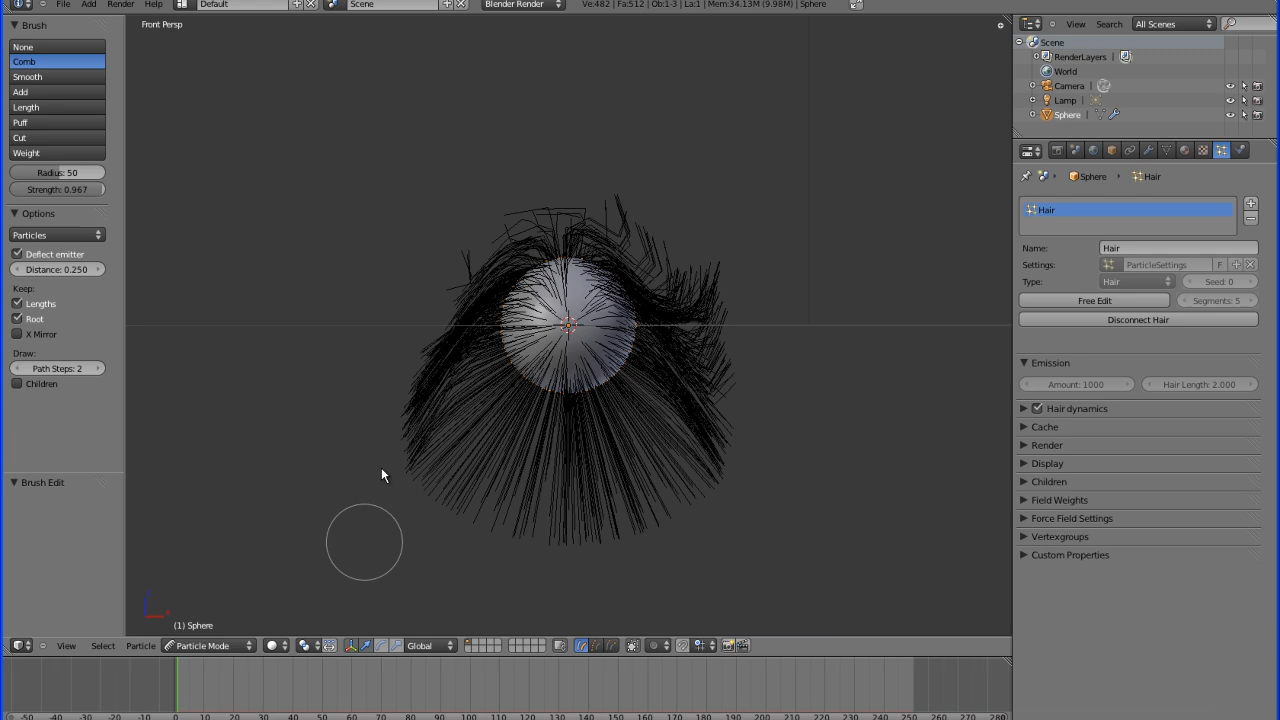 File Add Render Help Default Scene Blender Render Ve:482 | Fa:512 | Ob:1-3 | La:1 | Mem:34.13M (9.98M) | Sphere
Brush
None
Comb
Smooth
Add
Length
Puff
Cut
Weight
Radius: 50
Strength: 0.967
Options
Particles
Deflect emitter
Distance: 0.250
Keep:
Lengths
Root
X Mirror
Draw:
Path Steps: 2
Children
Brush Edit
Front Persp
(1) Sphere
View Select Particle Particle Mode Global
-50 -40 -30 -20 -10 0 10 20 30 40 50 60 70 80 90 100 110 120 130 140 150 160 170 180 190 200 210 220 230 240 250 260 270 280
View Search All Scenes
Scene
RenderLayers |
World
Camera |
Lamp |
Sphere |
Sphere Hair
Hair
Name: Hair
Settings: ParticleSettings F
Type: Hair Seed: 0
Free Edit Segments: 5
Disconnect Hair
Emission
Amount: 1000 Hair Length: 2.000
Hair dynamics
Cache
Render
Display
Children
Field Weights
Force Field Settings
Vertexgroups
Custom Properties